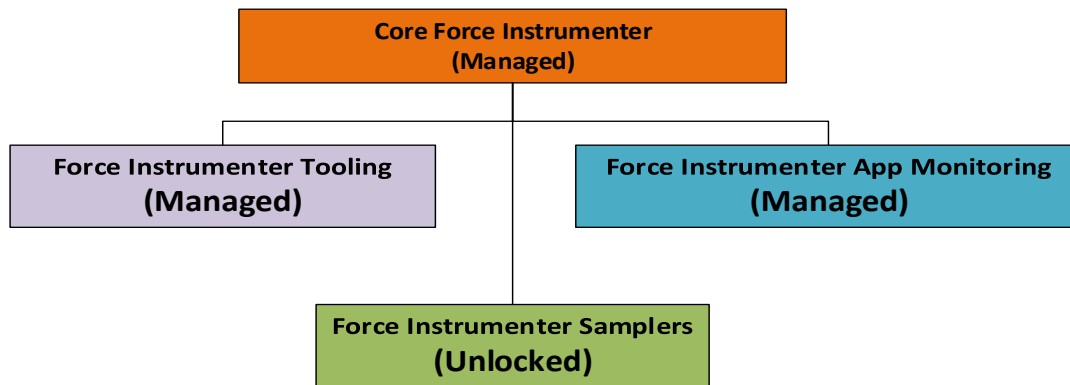 Core Force Instrumenter
(Managed)
Force Instrumenter Tooling
(Managed)
Force Instrumenter App Monitoring
(Managed)
Force Instrumenter Samplers
(Unlocked)